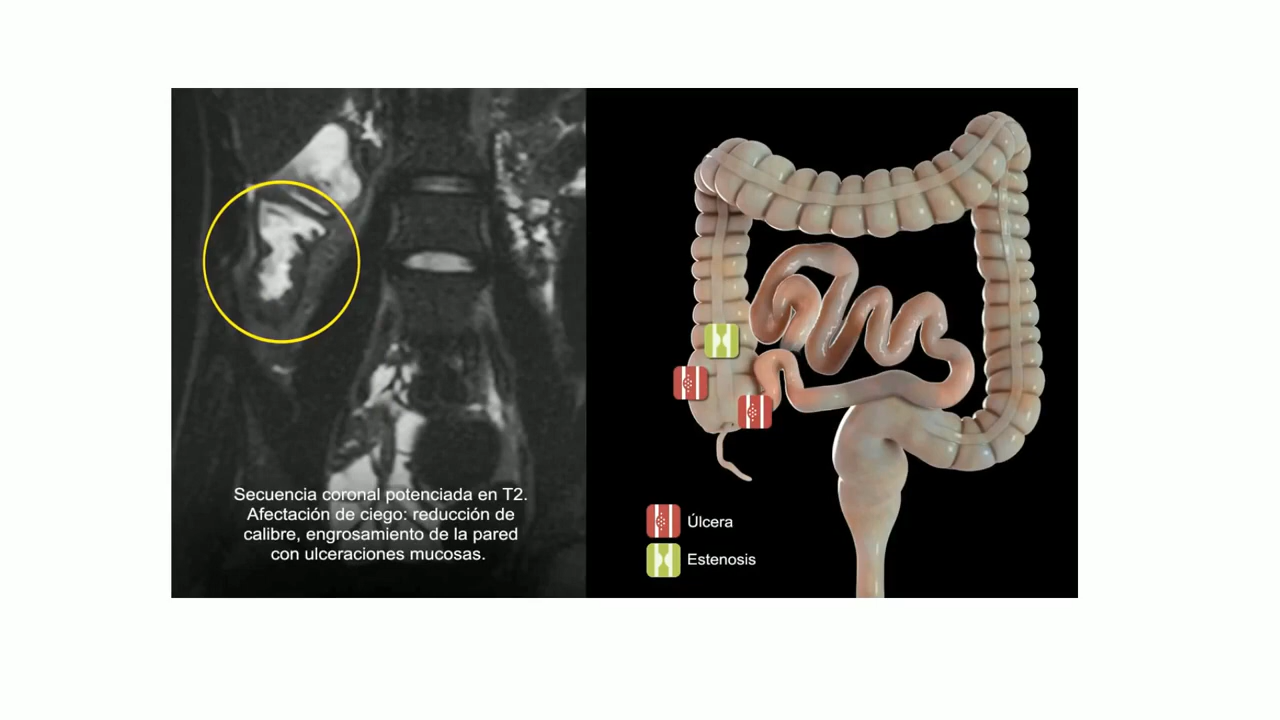 Secuencia coronal potenciada en T2.
Afectación de ciego: reducción de
calibre, engrosamiento de la pared
con ulceraciones mucosas.
Úlcera
Estenosis